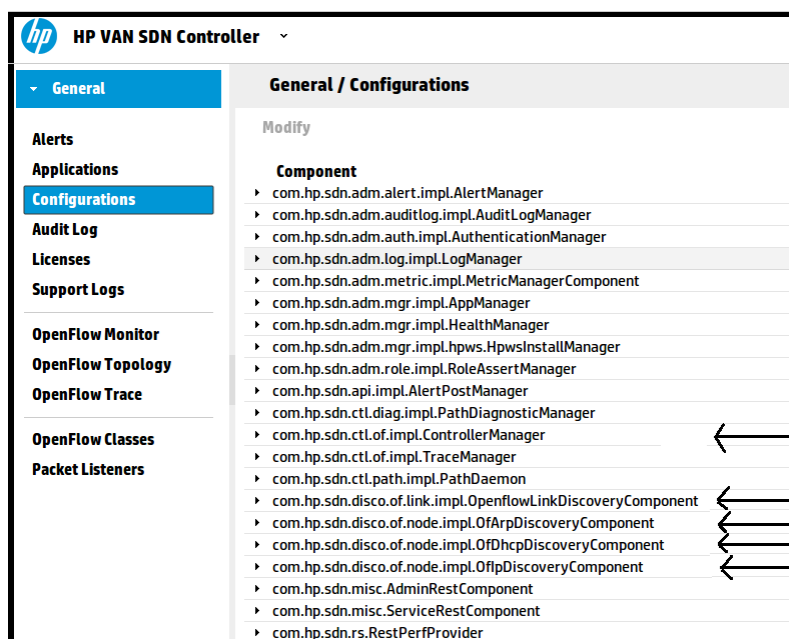 hp HP VAN SDN Controller
General
General / Configurations
Modify
Alerts
Applications
Configurations
Audit Log
Licenses
Support Logs
OpenFlow Monitor
OpenFlow Topology
OpenFlow Trace
OpenFlow Classes
Packet Listeners
Component
com.hp.sdn.adm.alert.impl.AlertManager
com.hp.sdn.adm.auditlog.impl.AuditLogManager
com.hp.sdn.adm.auth.impl.AuthenticationManager
com.hp.sdn.adm.log.impl.LogManager
com.hp.sdn.adm.metric.impl.MetricManagerComponent
com.hp.sdn.adm.mgr.impl.AppManager
com.hp.sdn.adm.mgr.impl.HealthManager
com.hp.sdn.adm.mgr.impl.hpws.HpwsInstallManager
com.hp.sdn.adm.role.impl.RoleAssertManager
com.hp.sdn.api.impl.AlertPostManager
com.hp.sdn.ctl.diag.impl.PathDiagnosticManager
com.hp.sdn.ctl.of.impl.ControllerManager
com.hp.sdn.ctl.of.impl.TraceManager
com.hp.sdn.ctl.path.impl.PathDaemon
com.hp.sdn.disco.of.link.impl.OpenflowLinkDiscoveryComponent
com.hp.sdn.disco.of.node.impl.OfArpDiscoveryComponent
com.hp.sdn.disco.of.node.impl.OfDhcpDiscoveryComponent
com.hp.sdn.disco.of.node.impl.OfIpDiscoveryComponent
com.hp.sdn.misc.AdminRestComponent
com.hp.sdn.misc.ServiceRestComponent
com.hp.sdn.rs.RestPerfProvider